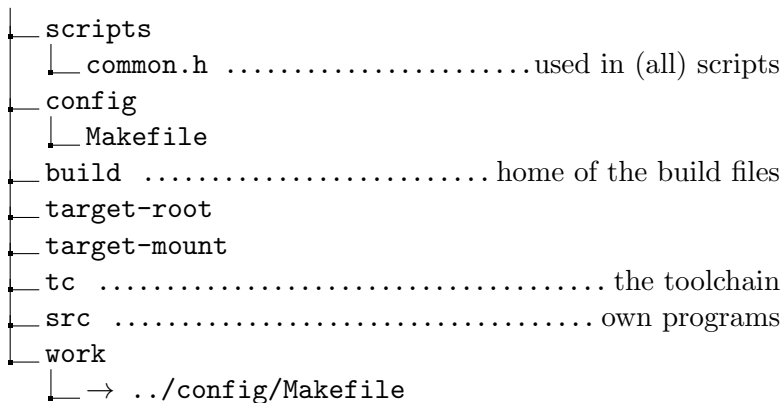 scripts
common.h ........................ used in (all) scripts
config
Makefile
build .......................... home of the build files
target-root
target-mount
tc ...................................... the toolchain
src .................................... own programs
work
→ ../config/Makefile